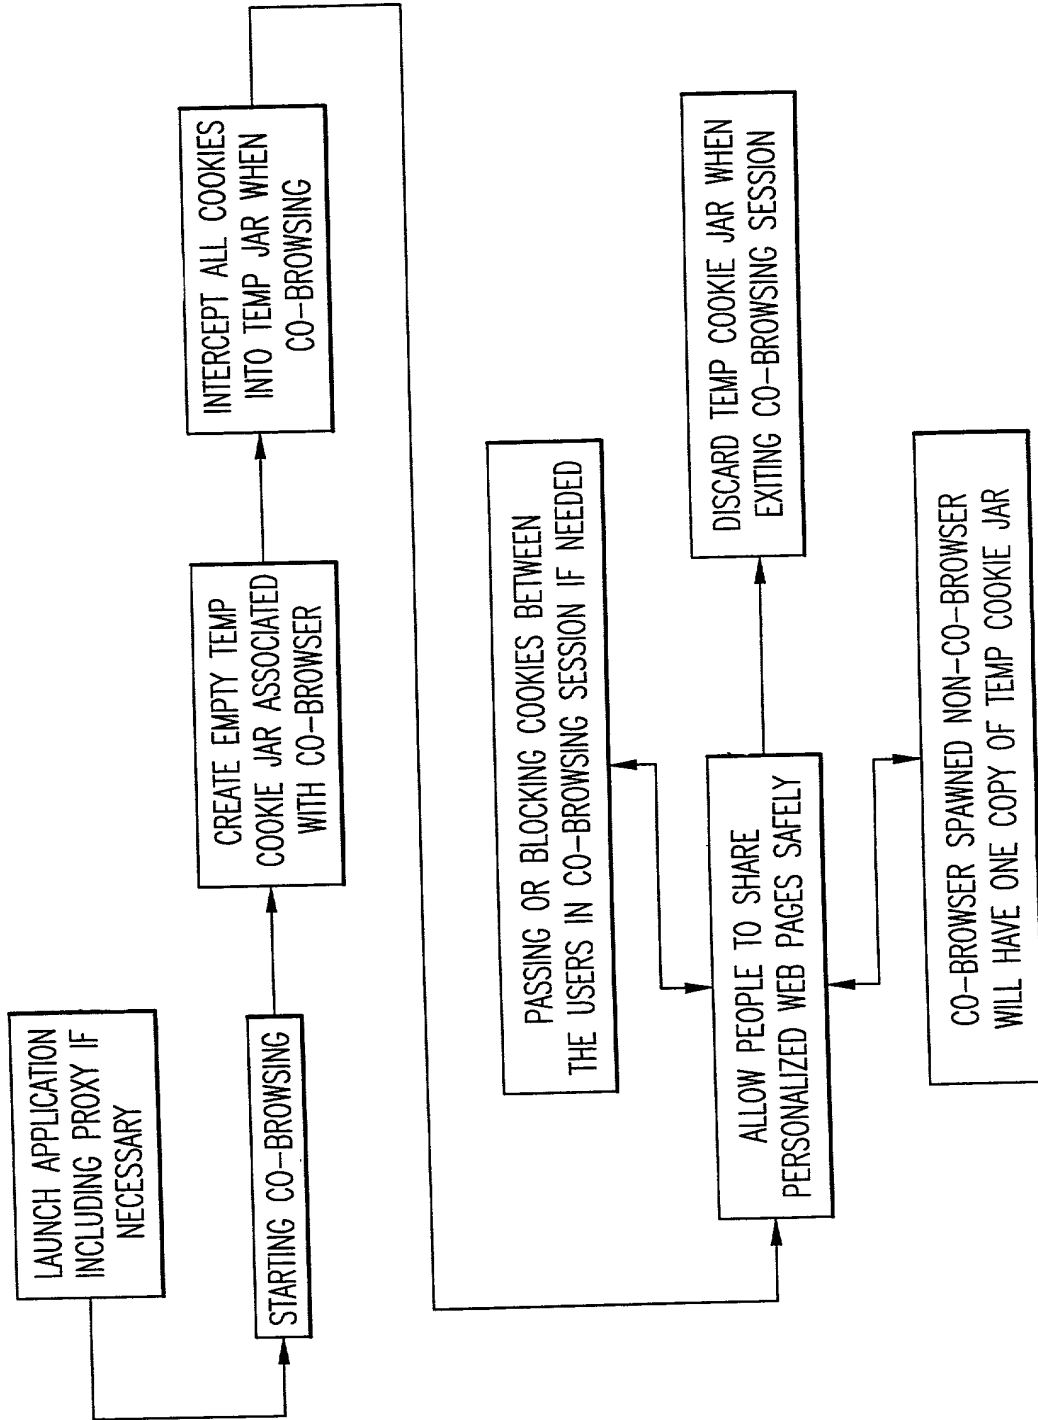 LAUNCH APPLICATION
INCLUDING PROXY IF
NECESSARY
STARTING CO-BROWSING
CREATE EMPTY TEMP
COOKIE JAR ASSOCIATED
WITH CO-BROWSER
INTERCEPT ALL COOKIES
INTO TEMP JAR WHEN
CO-BROWSING
PASSING OR BLOCKING COOKIES BETWEEN
THE USERS IN CO-BROWSING SESSION IF NEEDED
ALLOW PEOPLE TO SHARE
PERSONALIZED WEB PAGES SAFELY
DISCARD TEMP COOKIE JAR WHEN
EXITING CO-BROWSING SESSION
CO-BROWSER SPAWNED NON-CO-BROWSER
WILL HAVE ONE COPY OF TEMP COOKIE JAR